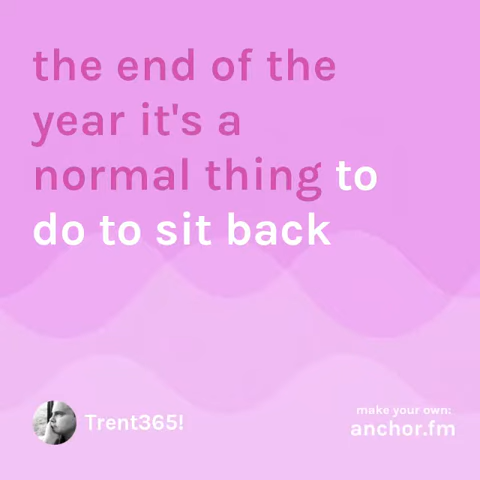 the end of the
year it's a
normal thing to
do to sit back
Trent365!
make your own:
anchor.fm